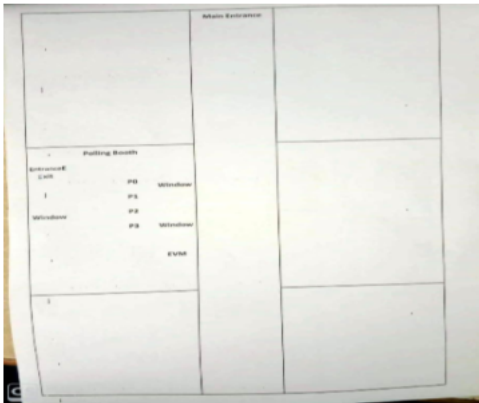 Main Entrance
Polling Booth
Entrance/E
Exit
P0
Window
P1
P2
Window
P3
Window
EVM